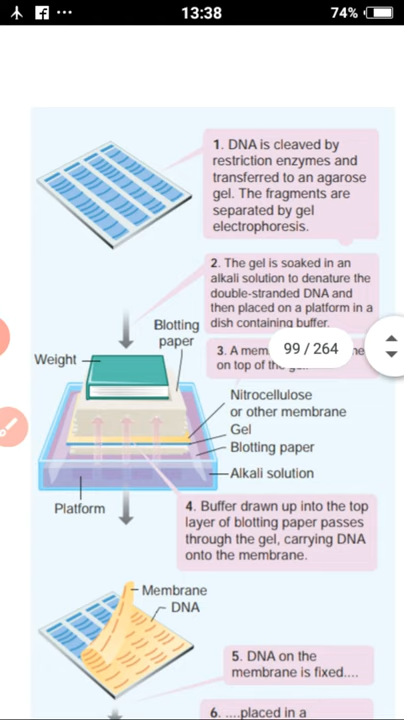 13:38
74%
1. DNA is cleaved by
restriction enzymes and
transferred to an agarose
gel. The fragments are
separated by gel
electrophoresis.
2. The gel is soaked in an
alkali solution to denature the
double-stranded DNA and
then placed on a platform in a
dish containing buffer.
Blotting
paper
Weight
3. A
on top of
99 / 264
Nitrocellulose
or other membrane
Gel
Blotting paper
Alkali solution
Platform
4. Buffer drawn up into the top
layer of blotting paper passes
through the gel, carrying DNA
onto the membrane.
Membrane
DNA
5. DNA on the
membrane is fixed....
6. ....placed in a